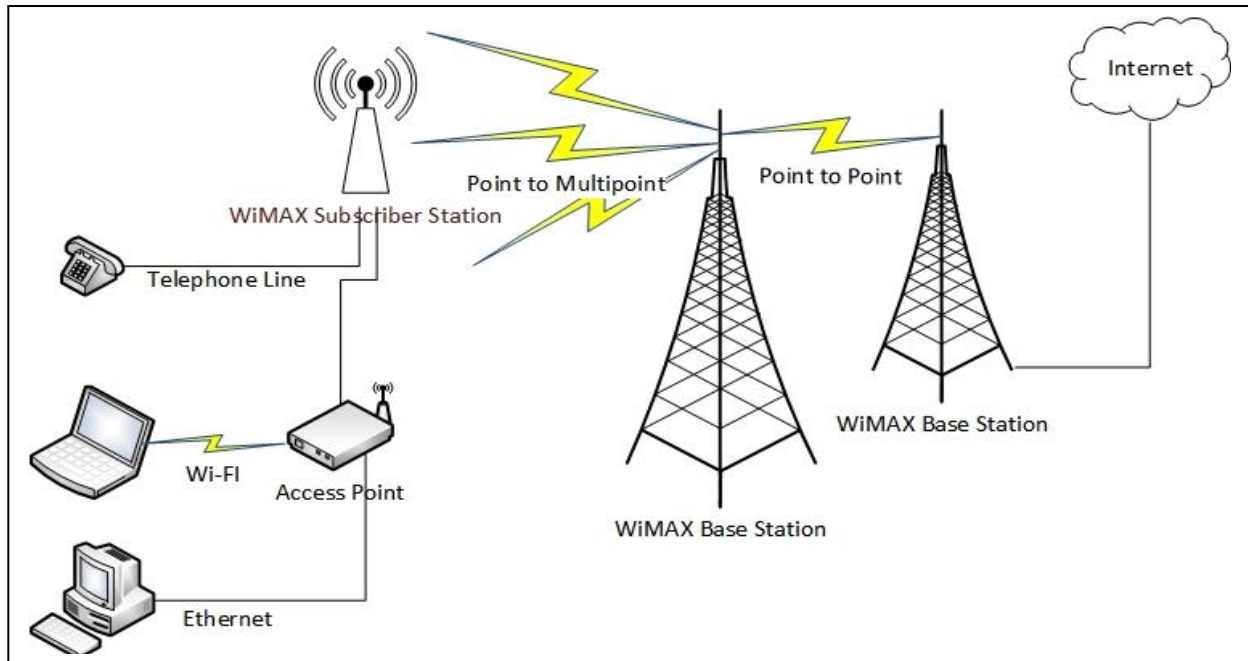 Internet
Point to Multipoint
Point to Point
WiMAX Subscriber Station
Telephone Line
WiMAX Base Station
Wi-FI
Access Point
WiMAX Base Station
Ethernet